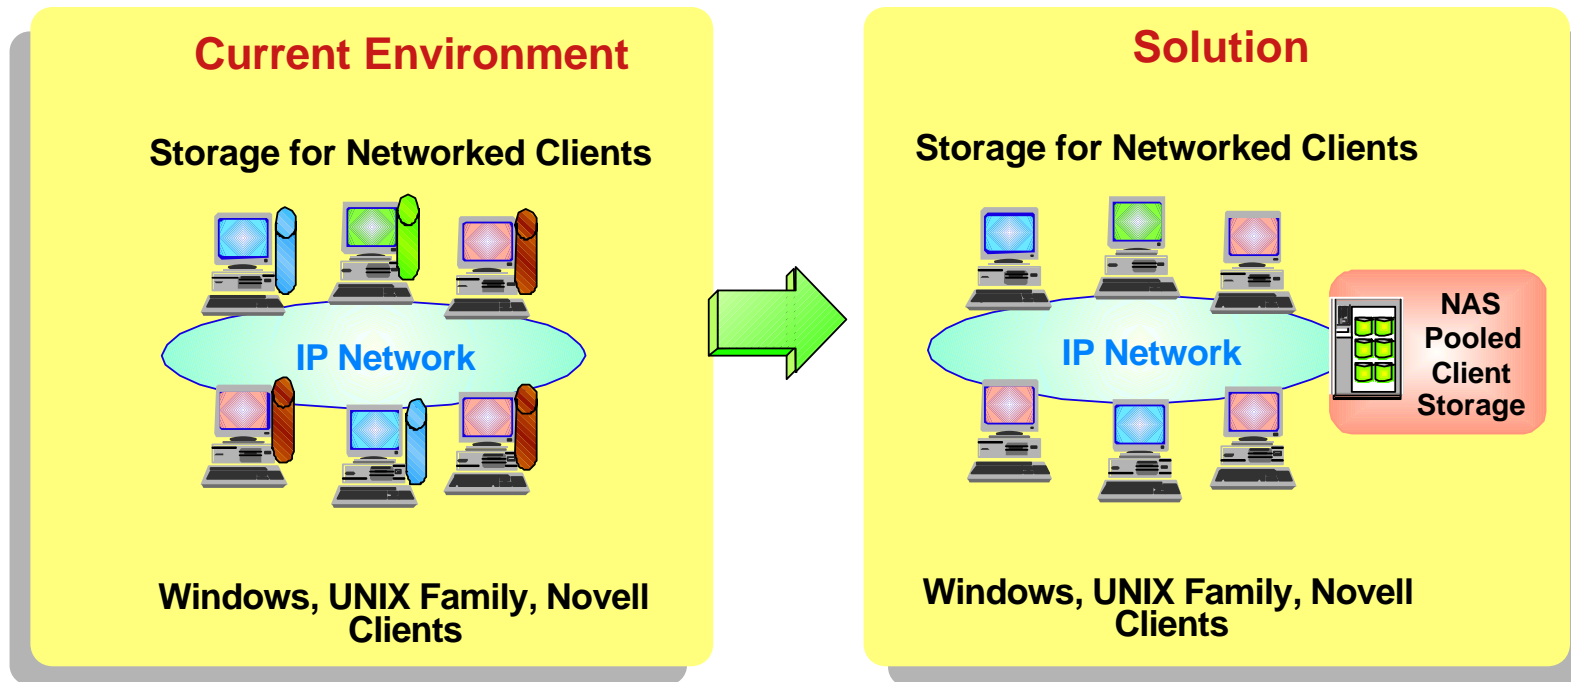 Current Environment
Storage for Networked Clients
IP Network
Windows, UNIX Family, Novell
Clients
Solution
Storage for Networked Clients
IP Network
NAS
Pooled
Client
Storage
Windows, UNIX Family, Novell
Clients